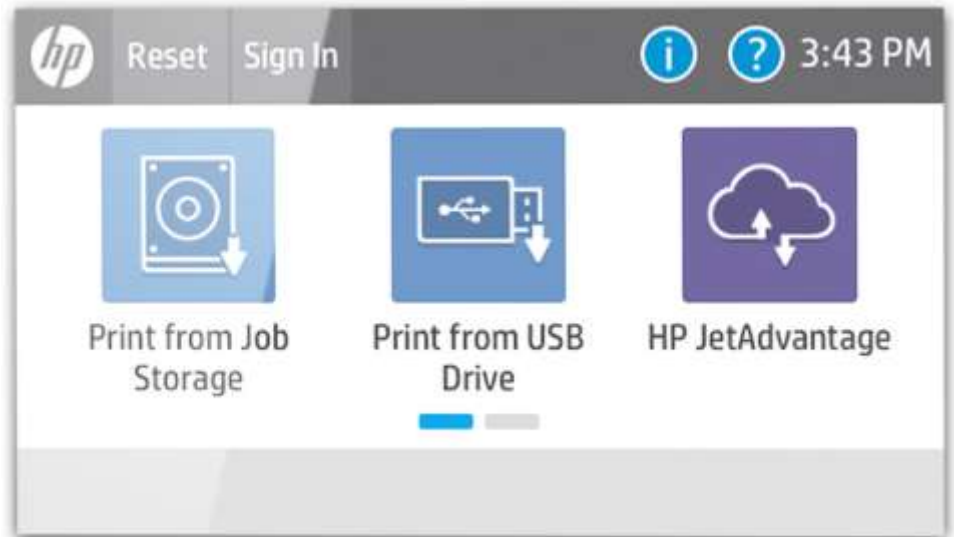 hp
Reset
Sign In
i
?
3:43 PM
Print from Job
Storage
Print from USB
Drive
HP JetAdvantage